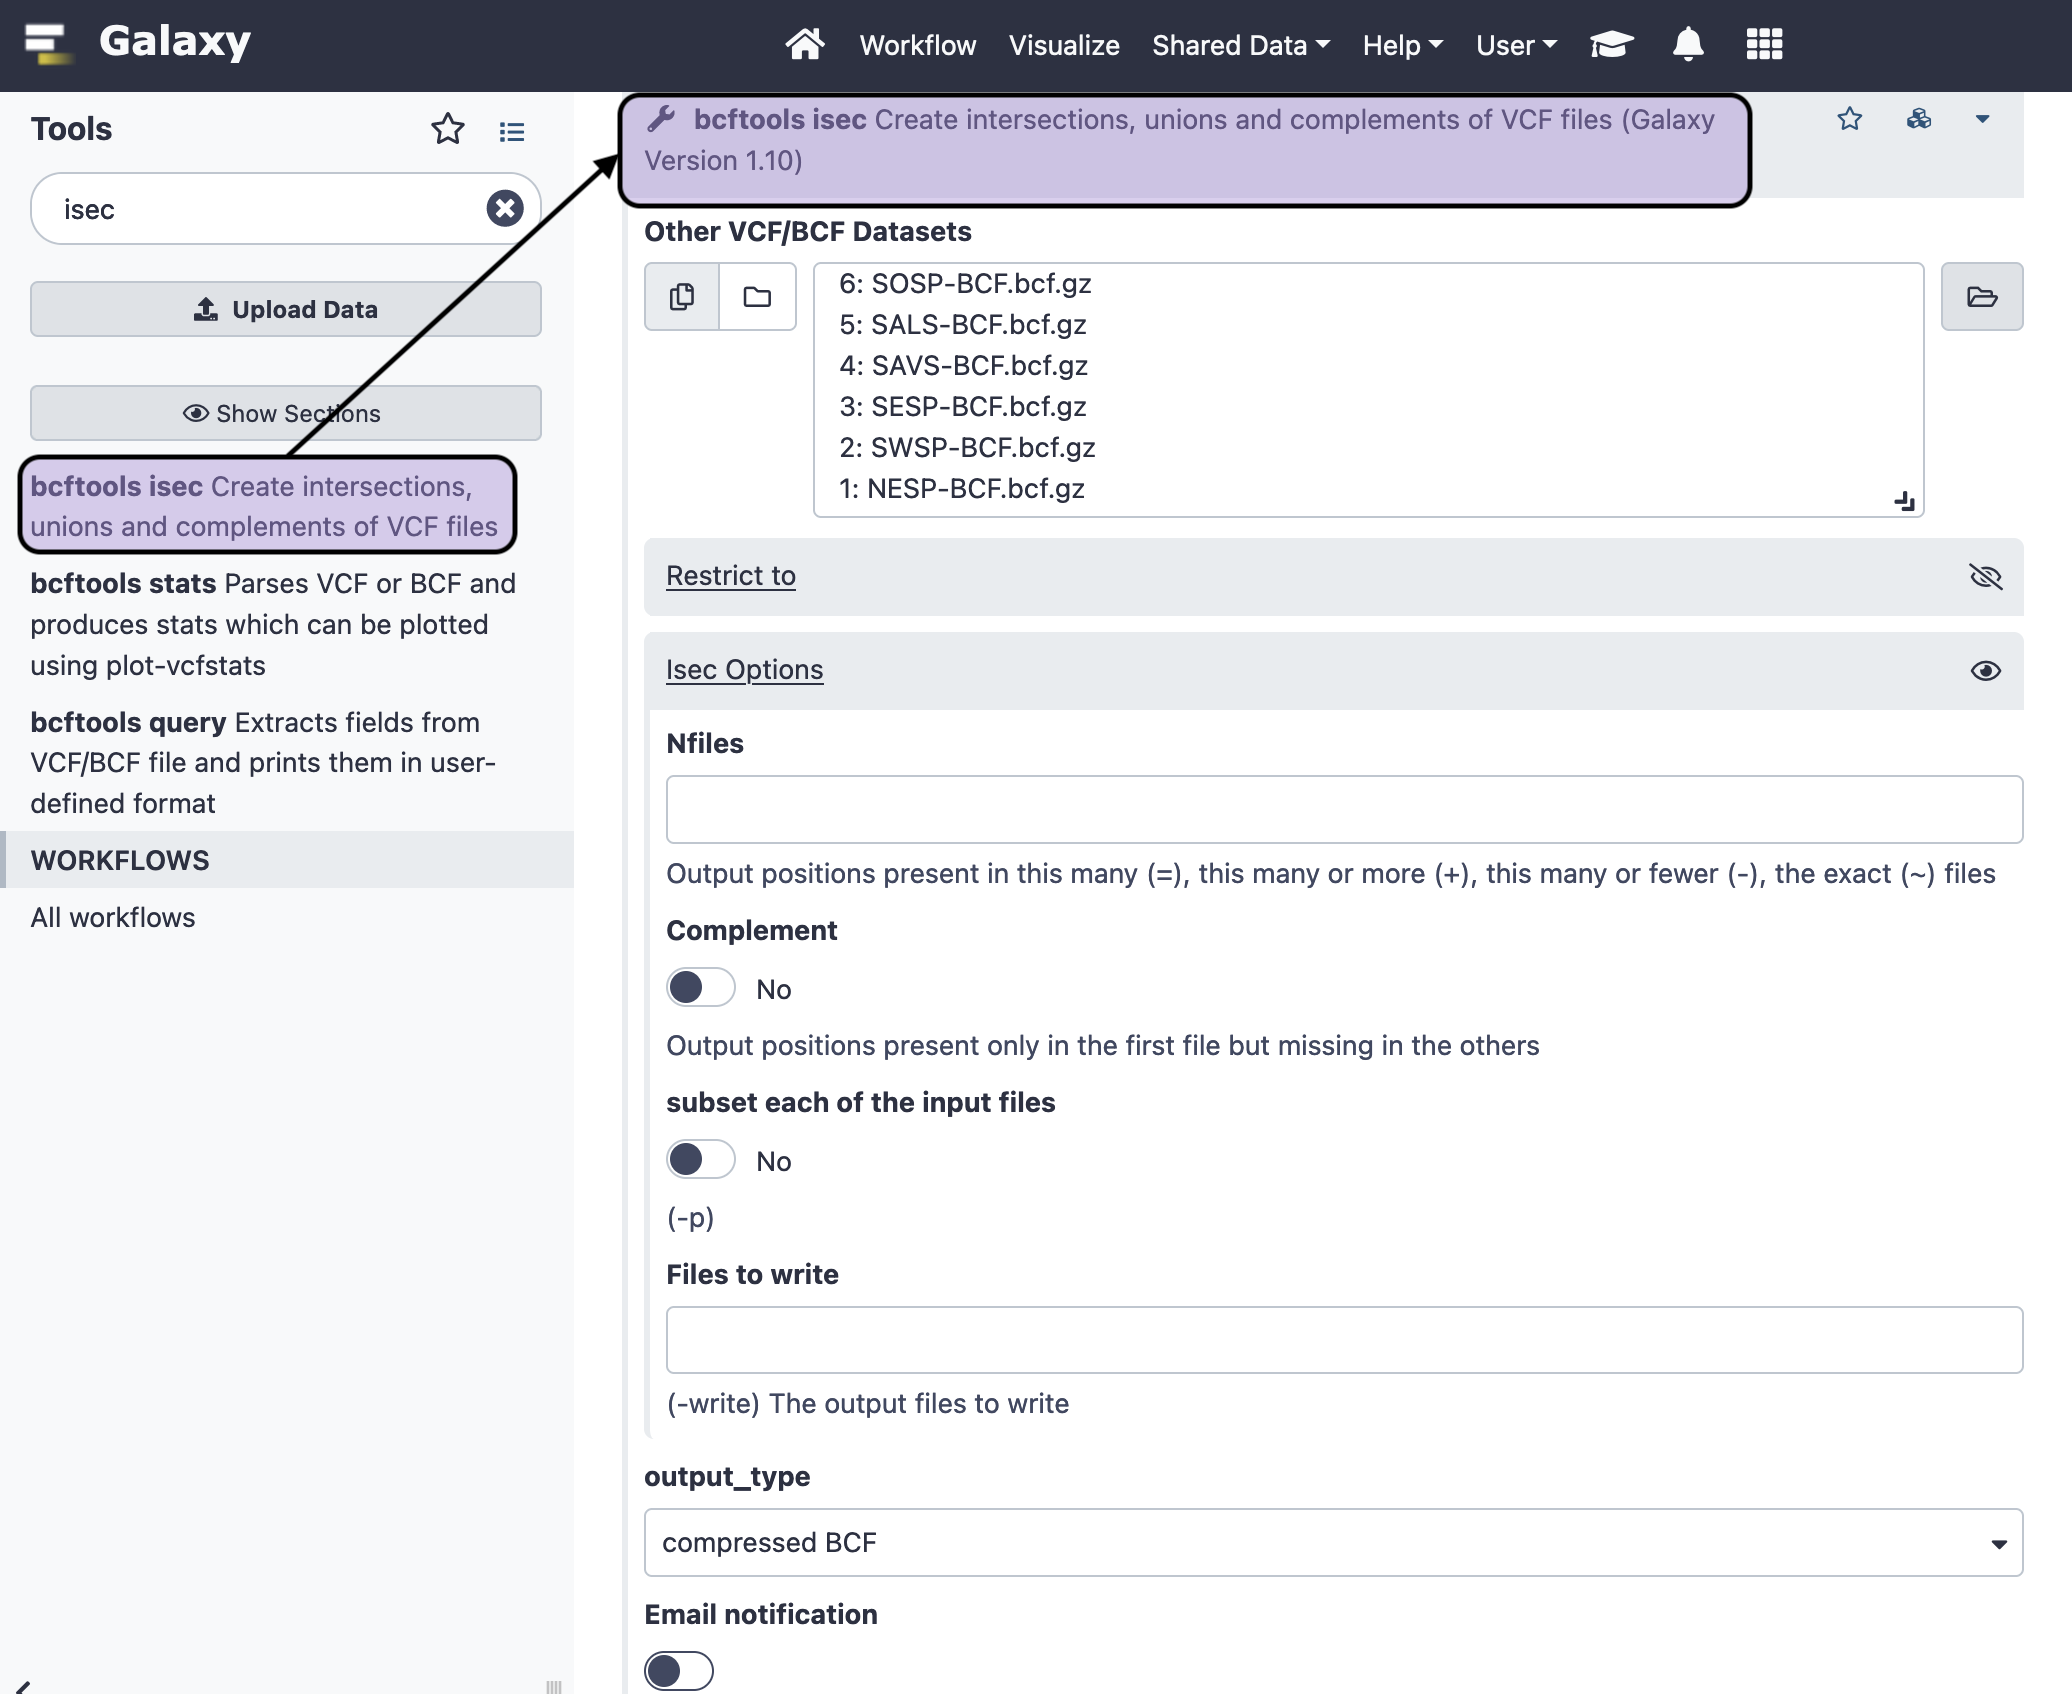 Galaxy
Workflow Visualize Shared Data Help User
Tools
isec
Upload Data
Show Sections
bcftools isec Create intersections,
unions and complements of VCF files
bcftools stats Parses VCF or BCF and
produces stats which can be plotted
using plot-vcfstats
bcftools query Extracts fields from
VCF/BCF file and prints them in user-
defined format
WORKFLOWS
All workflows
bcftools isec Create intersections, unions and complements of VCF files (Galaxy
Version 1.10)
Other VCF/BCF Datasets
6: SOSP-BCF.bcf.gz
5: SALS-BCF.bcf.gz
4: SAVS-BCF.bcf.gz
3: SESP-BCF.bcf.gz
2: SWSP-BCF.bcf.gz
1: NESP-BCF.bcf.gz
Restrict to
Isec Options
Nfiles
Output positions present in this many (=), this many or more (+), this many or fewer (-), the exact (~) files
Complement
No
Output positions present only in the first file but missing in the others
subset each of the input files
No
(-p)
Files to write
(-write) The output files to write
output_type
compressed BCF
Email notification